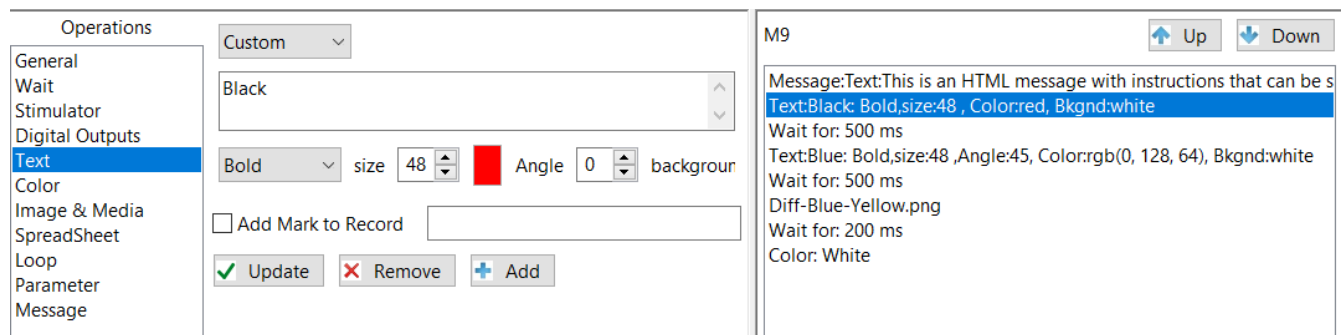 Operations
General
Wait
Stimulator
Digital Outputs
Text
Color
Image & Media
SpreadSheet
Loop
Parameter
Message
Custom
Black
Bold size 48 Angle 0 backgroun
Add Mark to Record
Update Remove Add
M9 Up Down
Message:Text:This is an HTML message with instructions that can be s
Text:Black: Bold,size:48 , Color:red, Bkgnd:white
Wait for: 500 ms
Text:Blue: Bold,size:48 ,Angle:45, Color:rgb(0, 128, 64), Bkgnd:white
Wait for: 500 ms
Diff-Blue-Yellow.png
Wait for: 200 ms
Color: White